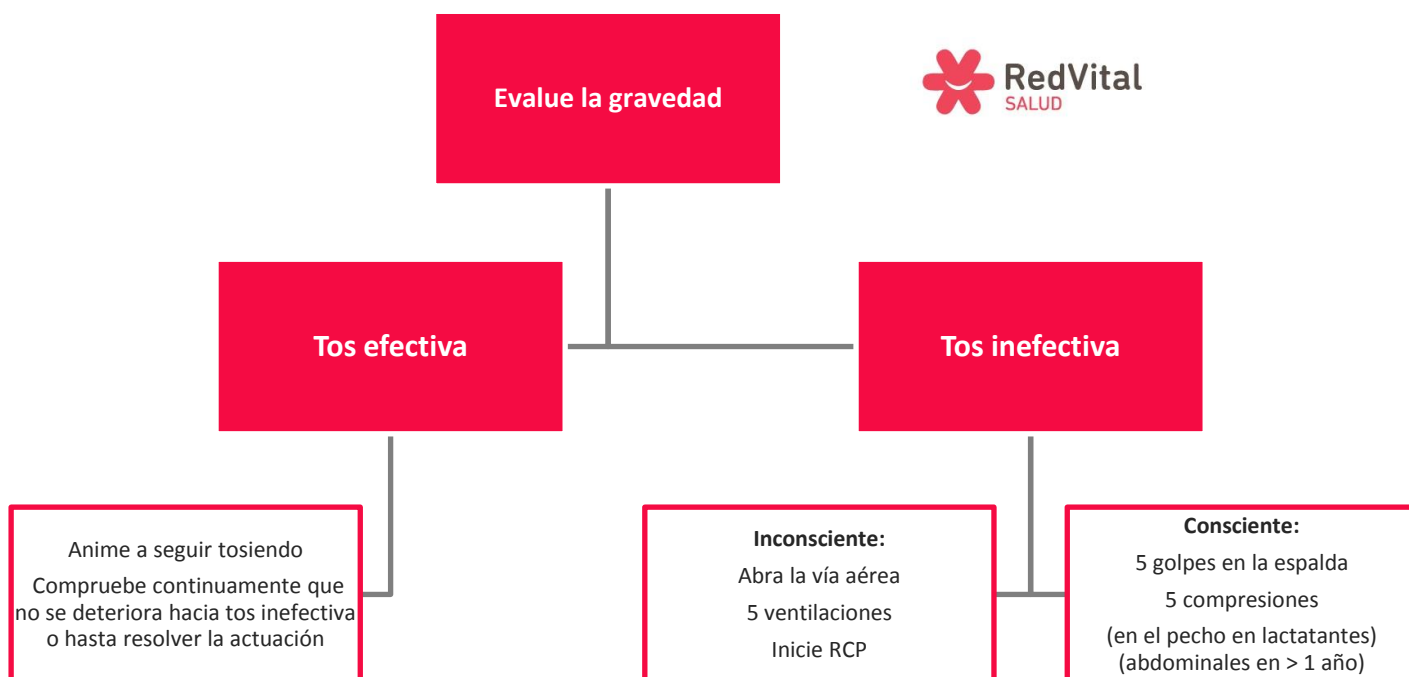 Evalue la gravedad
RedVital
SALUD
Tos efectiva
Tos inefectiva
Anime a seguir tosiendo
Compruebe continuamente que
no se deteriora hacia tos inefectiva
o hasta resolver la actuación
Inconsciente:
Abra la vía aérea
5 ventilaciones
Inicie RCP
Consciente:
5 golpes en la espalda
5 compresiones
(en el pecho en lactatantes)
(abdominales en > 1 año)